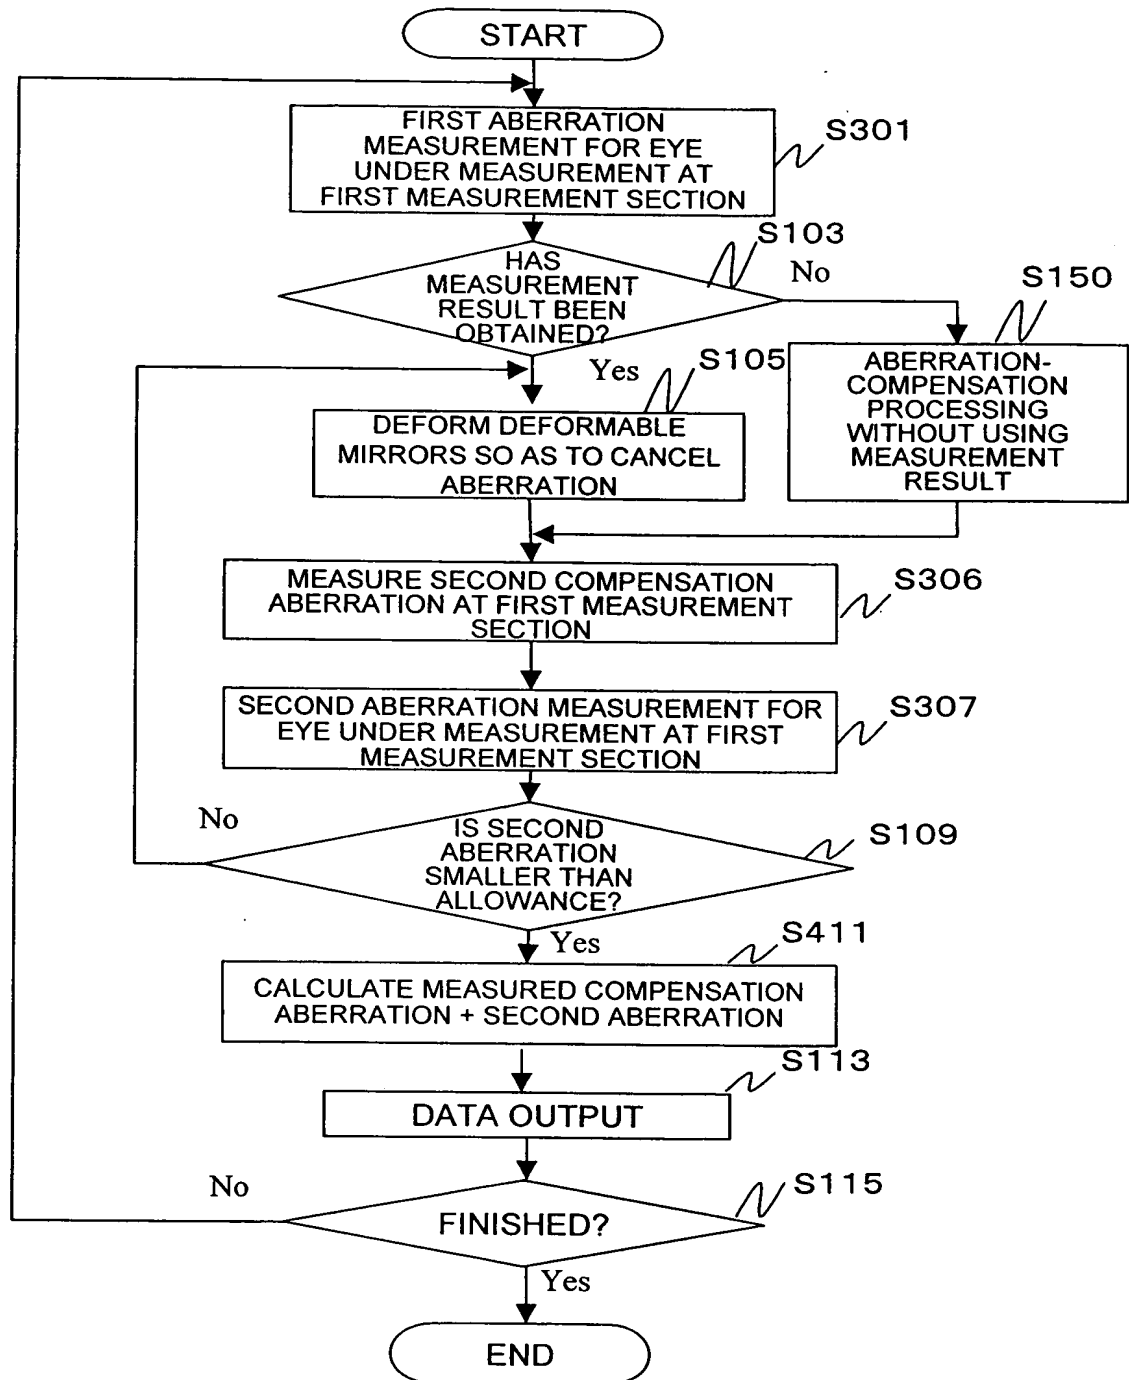 START
FIRST ABERRATION
MEASUREMENT FOR EYE
UNDER MEASUREMENT AT
FIRST MEASUREMENT SECTION
S301
HAS
MEASUREMENT
RESULT BEEN
OBTAINED?
S103
No
Yes
S150
ABERRATION-
COMPENSATION
PROCESSING
WITHOUT USING
MEASUREMENT
RESULT
S105
DEFORM DEFORMABLE
MIRRORS SO AS TO CANCEL
ABERRATION
MEASURE SECOND COMPENSATION
ABERRATION AT FIRST MEASUREMENT
SECTION
S306
SECOND ABERRATION MEASUREMENT FOR
EYE UNDER MEASUREMENT AT FIRST
MEASUREMENT SECTION
S307
No
IS SECOND
ABERRATION
SMALLER THAN
ALLOWANCE?
S109
Yes
S411
CALCULATE MEASURED COMPENSATION
ABERRATION + SECOND ABERRATION
S113
DATA OUTPUT
No
FINISHED?
S115
Yes
END